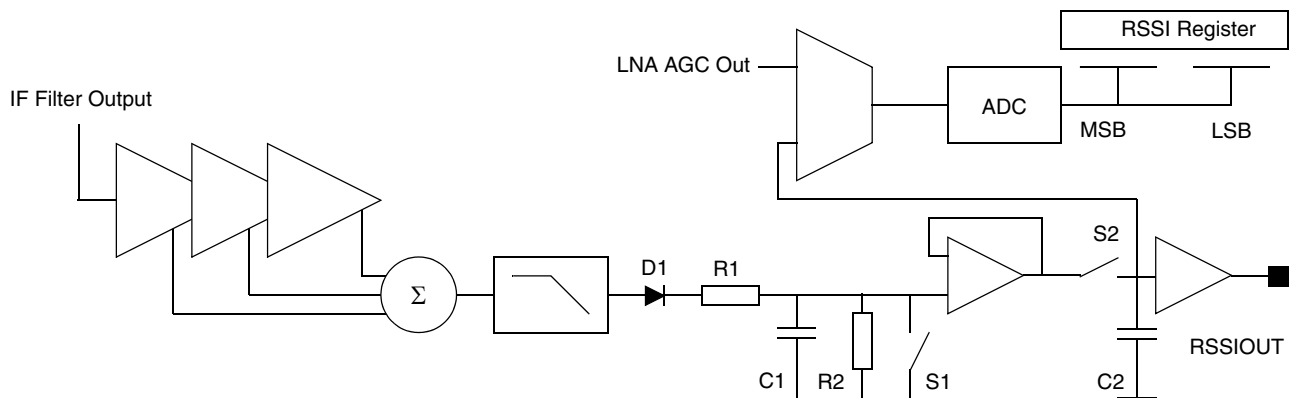 RSSI Register
LNA AGC Out
ADC
MSB
LSB
IF Filter Output
Σ
D1
R1
S2
C1
R2
S1
C2
RSSIOUT